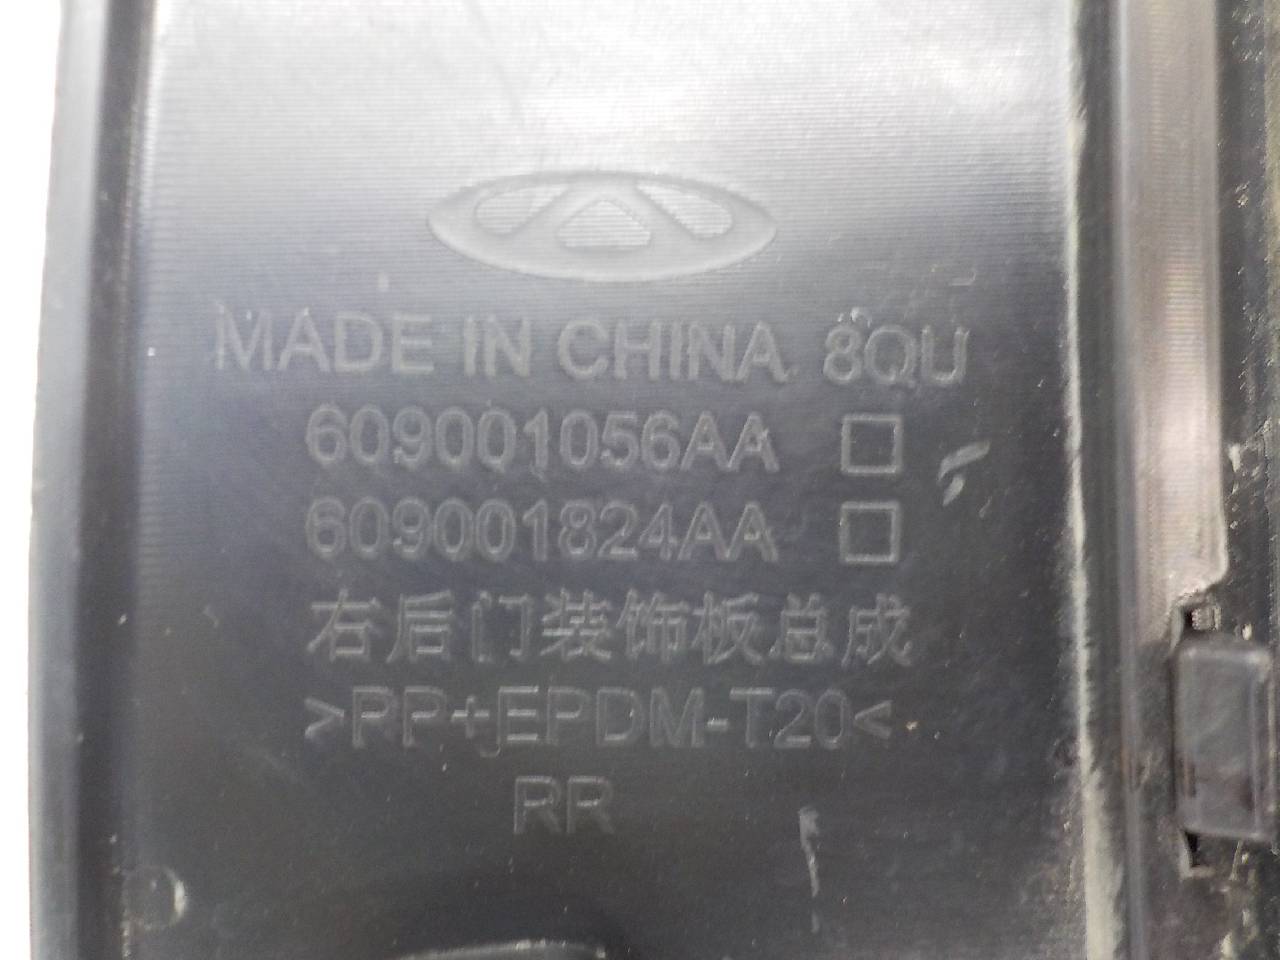 MADE IN CHINA 8QU
609001056AA □
609001824AA □
右后门装饰板总成
>PP+EPDM-T20<
RR